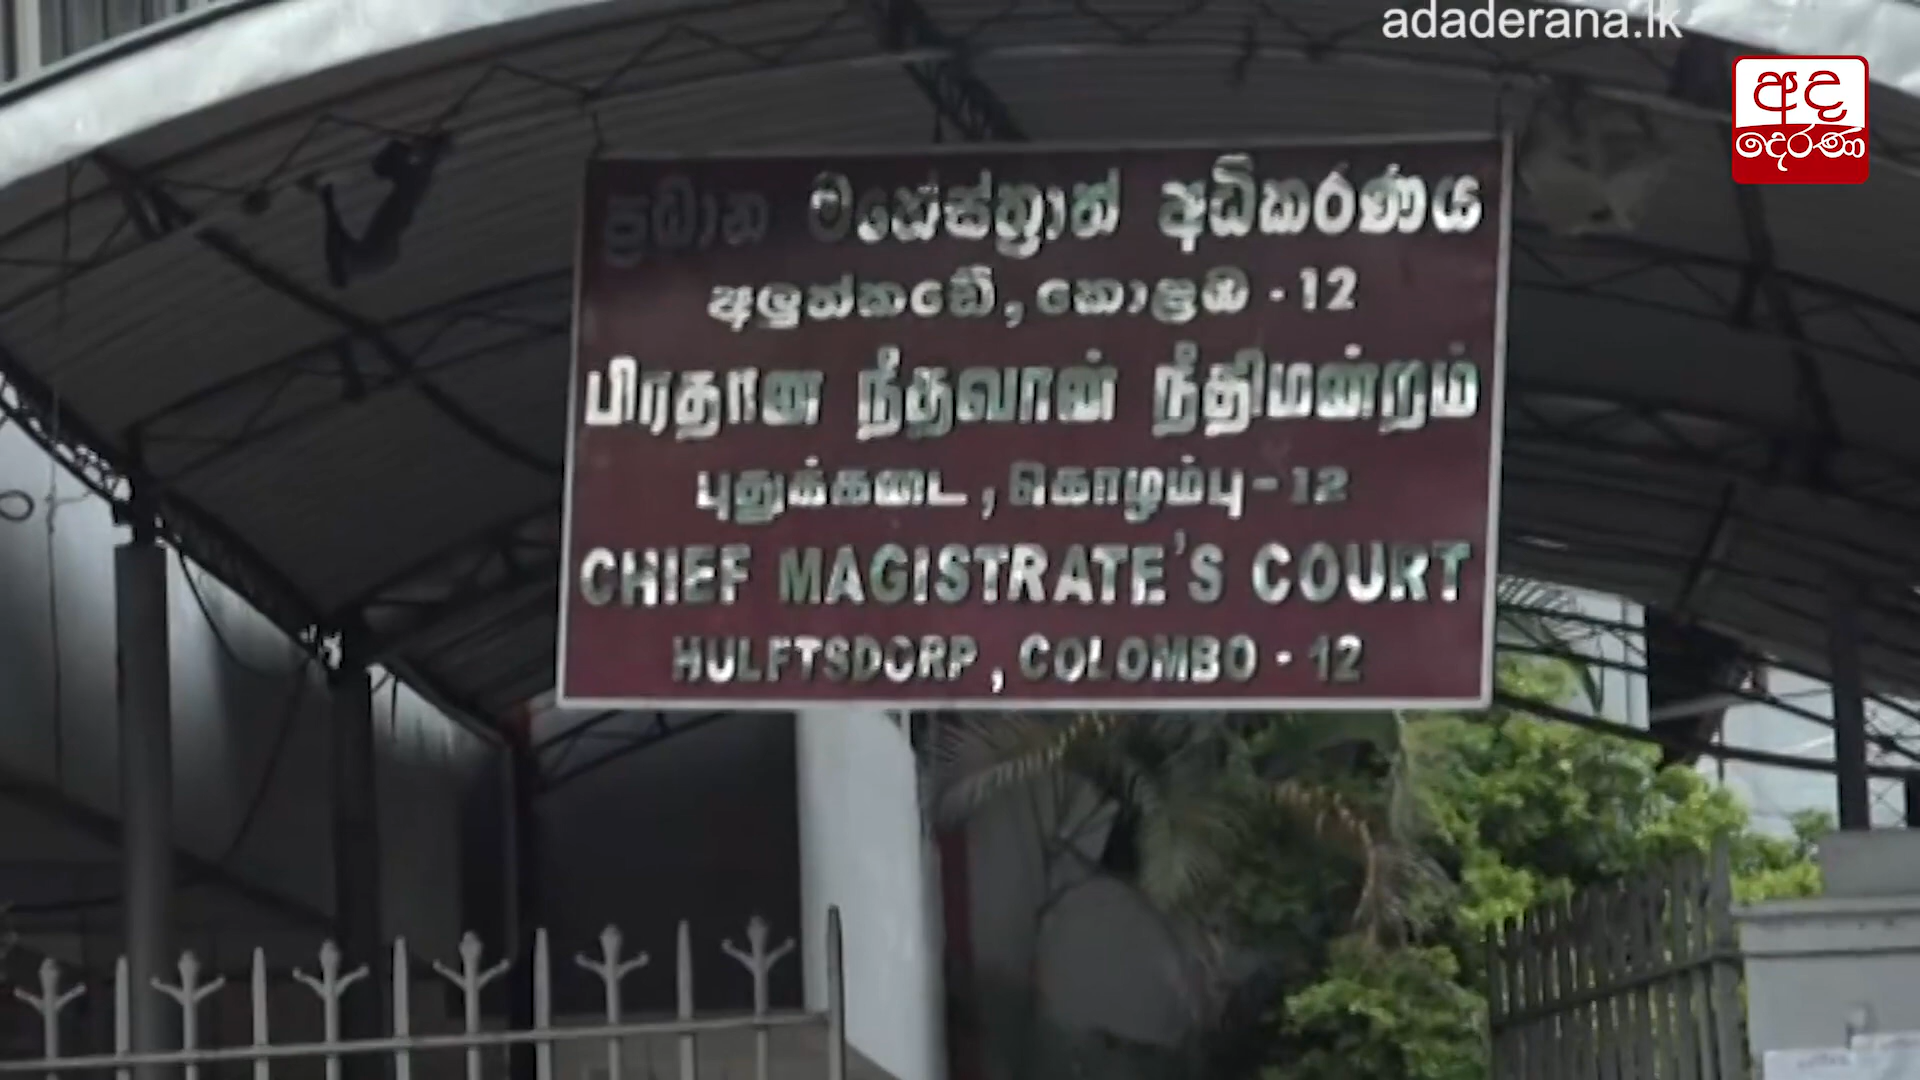 adaderana.lk
අද
දෙරණ
ප්‍රධාන මහේස්ත්‍රාත් අධිකරණය
අලුත්කඩේ, කොළඹ - 12
பிரதான நீதவான் நீதிமன்றம்
புதுக்கடை, கொழும்பு - 12
CHIEF MAGISTRATE'S COURT
HULFTSDORP, COLOMBO - 12